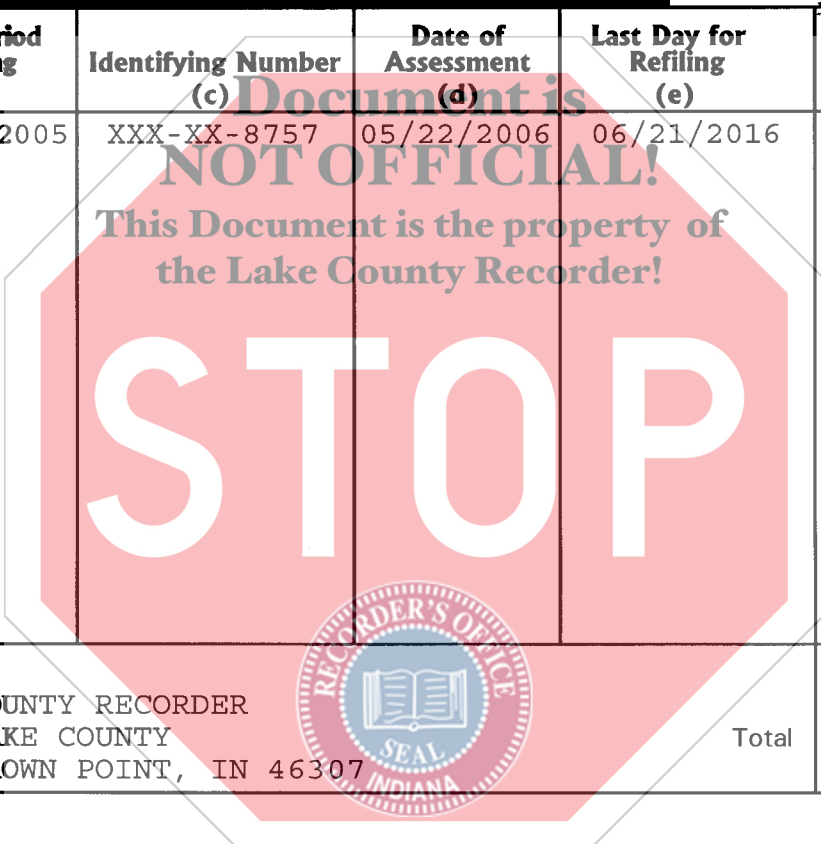 Identifying Number
(c)
Date of
Assessment
(d)
Last Day for
Refiling
(e)
2005 XXX-XX-8757 05/22/2006 06/21/2016
Document is
NOT OFFICIAL!
This Document is the property of
the Lake County Recorder!
STOP
RECORDER'S OFFICE
SEAL
INDIANA
UNTY RECORDER
KE COUNTY
OWN POINT, IN 46307
Total